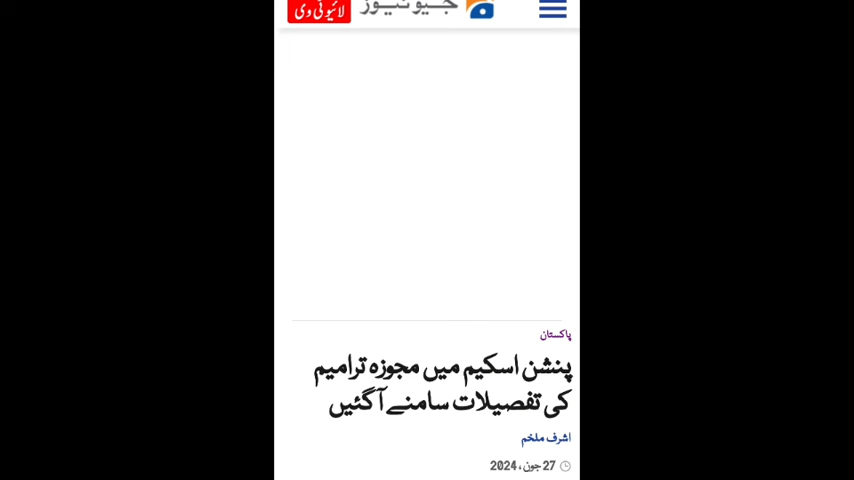 جیو نیوز لائیو ٹی وی
پاکستان
پنشن اسکیم میں مجوزہ ترامیم
کی تفصیلات سامنے آگئیں
اشرف ملخم
27 جون ، 2024